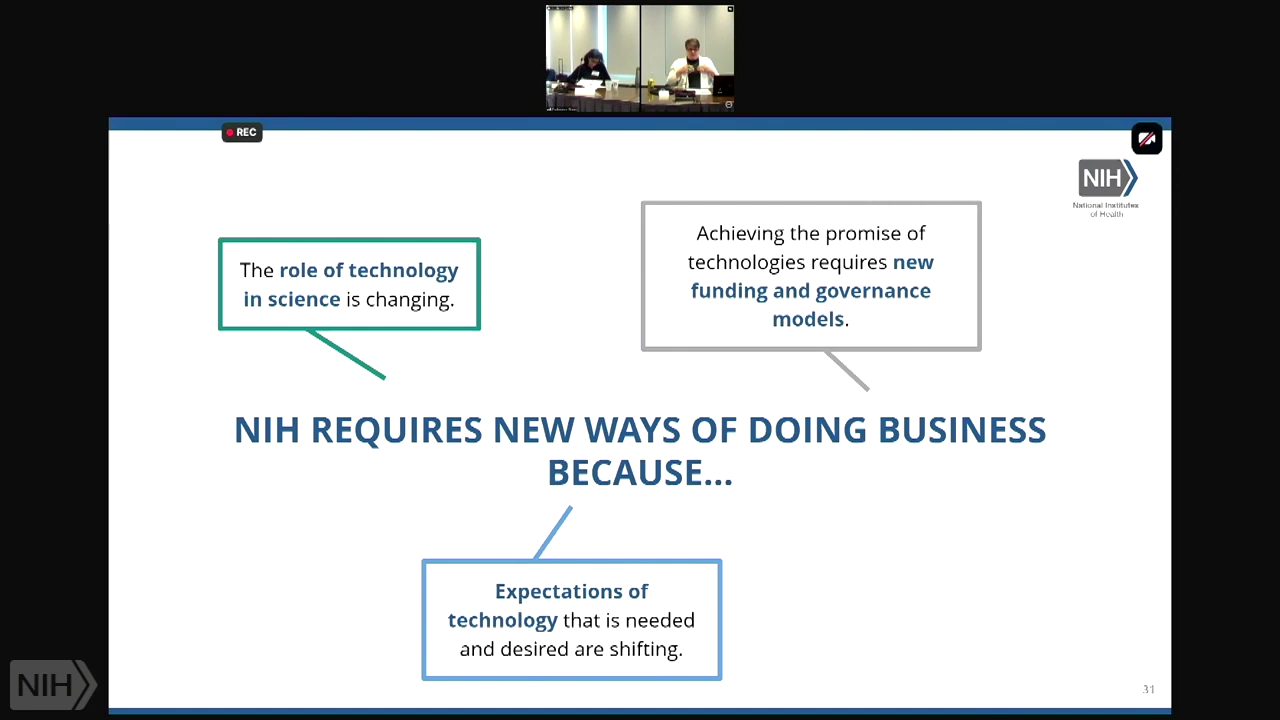 REC
NIH
National Institutes
of Health
The role of technology
in science is changing.
Achieving the promise of
technologies requires new
funding and governance
models.
NIH REQUIRES NEW WAYS OF DOING BUSINESS
BECAUSE...
Expectations of
technology that is needed
and desired are shifting.
31
NIH